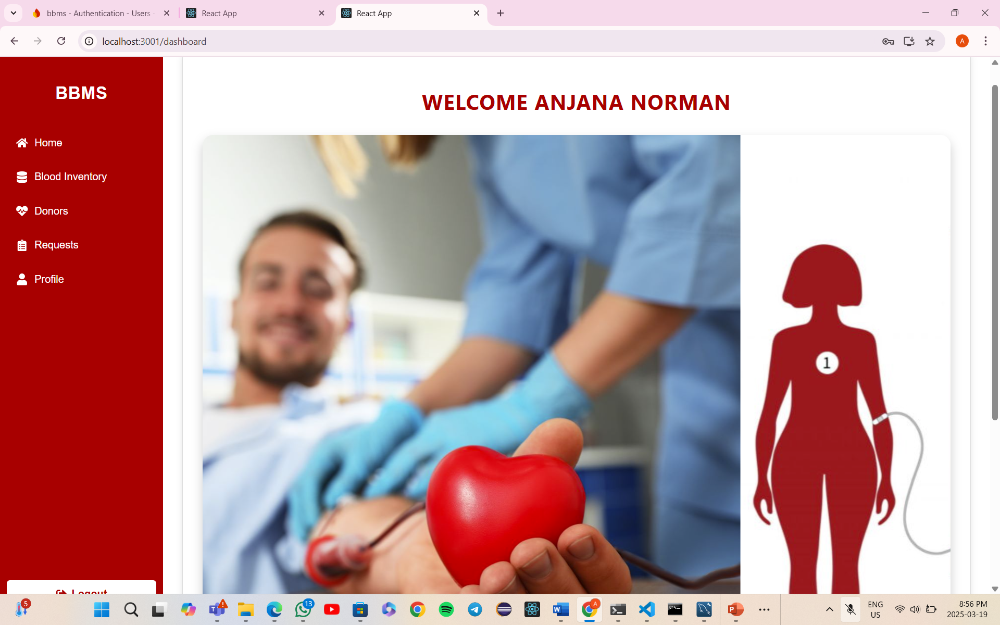 bbms - Authentication - Users -
React App
React App
localhost:3001/dashboard
A
BBMS
Home
Blood Inventory
Donors
Requests
Profile
Logout
WELCOME ANJANA NORMAN
1
5
13
A
ENG
US
8:56 PM
2025-03-19